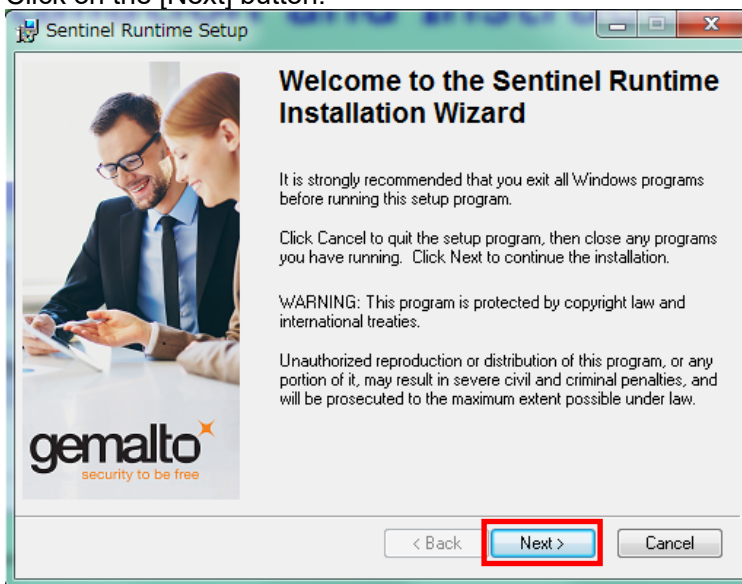 Click on the [Next] button.
Sentinel Runtime Setup
Welcome to the Sentinel Runtime
Installation Wizard
It is strongly recommended that you exit all Windows programs
before running this setup program.
Click Cancel to quit the setup program, then close any programs
you have running. Click Next to continue the installation.
WARNING: This program is protected by copyright law and
international treaties.
Unauthorized reproduction or distribution of this program, or any
portion of it, may result in severe civil and criminal penalties, and
will be prosecuted to the maximum extent possible under law.
gemalto
security to be free
< Back
Next >
Cancel